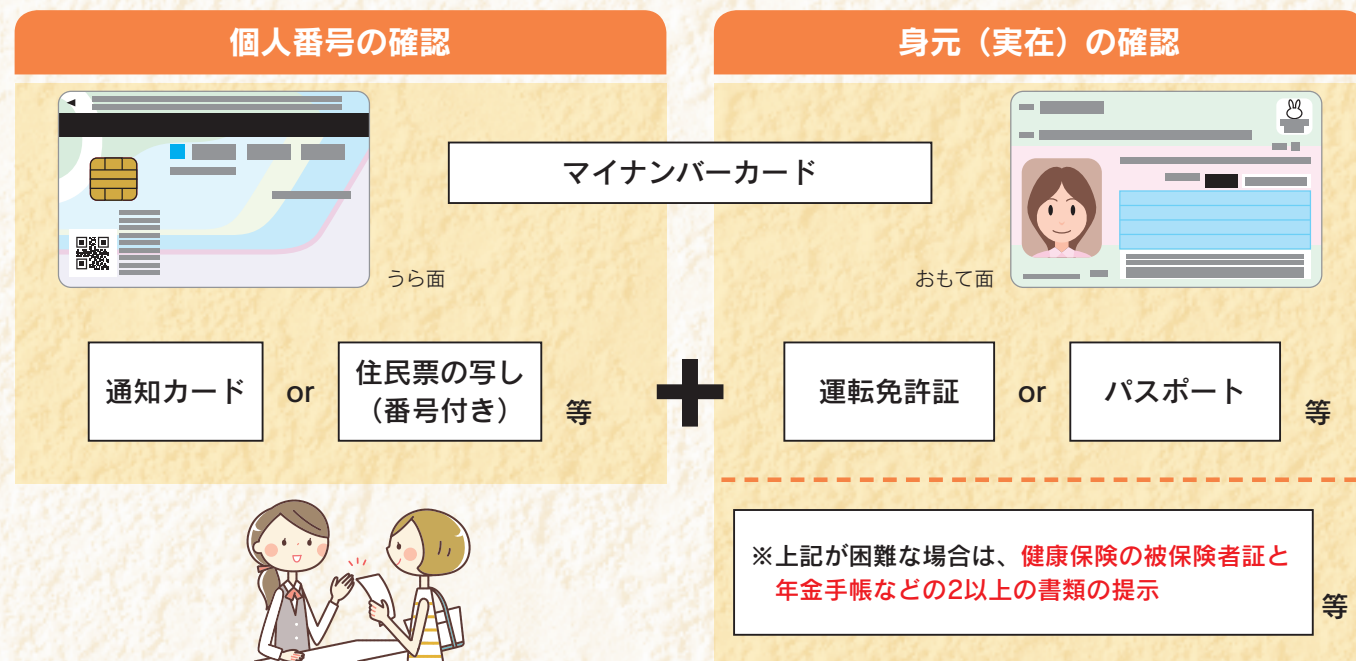 個人番号の確認
身元（実在）の確認
マイナンバーカード
うら面
おもて面
通知カード
or
住民票の写し
（番号付き）
等
運転免許証
or
パスポート
等
※上記が困難な場合は、健康保険の被保険者証と
年金手帳などの2以上の書類の提示
等